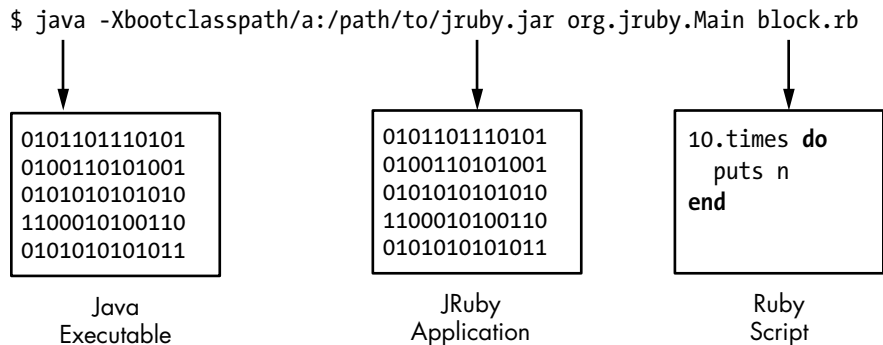 $ java -Xbootclasspath/a:/path/to/jruby.jar org.jruby.Main block.rb
0101101110101
0100110101001
0101010101010
1100010100110
0101010101011
Java
Executable
0101101110101
0100110101001
0101010101010
1100010100110
0101010101011
JRuby
Application
10.times do
puts n
end
Ruby
Script